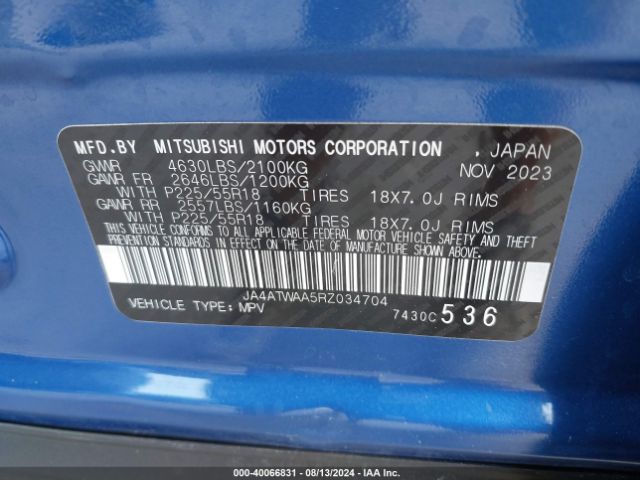 MFD.BY MITSUBISHI MOTORS CORPORATION , JAPAN
GVWR 4630LBS/2100KG NOV 2023
GAWR FR 2646LBS/1200KG
WITH P225/55R18 TIRES 18X7.0J RIMS
GAWR RR 2557LBS/1160KG
WITH P225/55R18 TIRES 18X7.0J RIMS
THIS VEHICLE CONFORMS TO ALL APPLICABLE FEDERAL MOTOR VEHICLE SAFETY AND THEFT
PREVENTION STANDARDS IN EFFECT ON THE DATE OF MANUFACTURE SHOWN ABOVE.
JA4ATWAA5RZ034704
VEHICLE TYPE: MPV 7430C 536
000-40066831 - 08/13/2024 - IAA Inc.